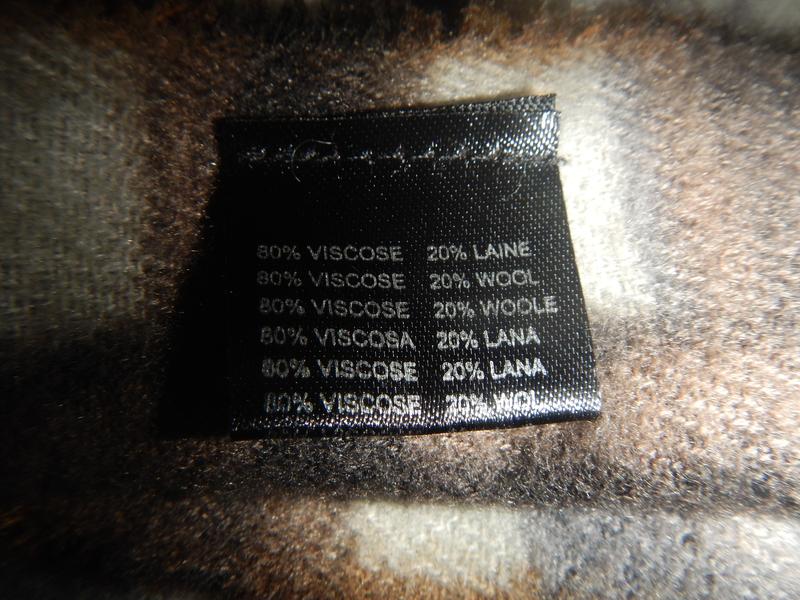 80% VISCOSE 20% LAINE
80% VISCOSE 20% WOOL
80% VISCOSE 20% WOOLE
80% VISCOSA 20% LANA
80% VISCOSE 20% LANA
80% VISCOSE 20% WOL